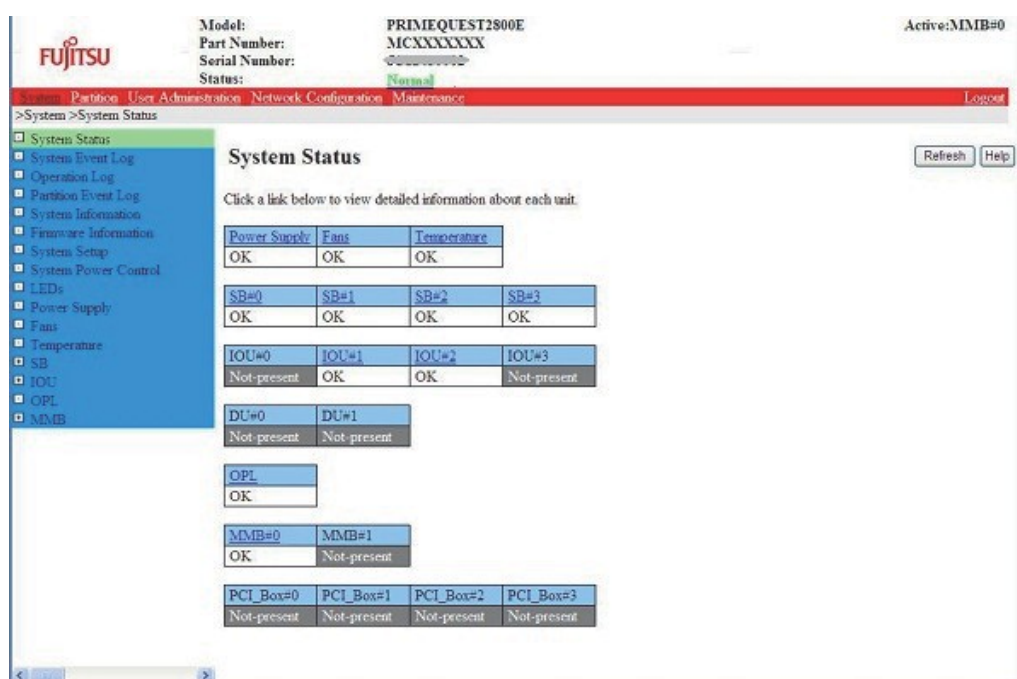 FUJITSU
Model: PRIMEQUEST2800E Active:MMB#0
Part Number: MCXXXXXXX
Serial Number:
Status: Normal
System Partition User Administration Network Configuration Maintenance Logout
>System >System Status
System Status
System Event Log
Operation Log
Partition Event Log
System Information
Firmware Information
System Setup
System Power Control
LEDs
Power Supply
Fans
Temperature
SB
IOU
OPL
MMB
System Status
Refresh Help
Click a link below to view detailed information about each unit.
Power Supply Fans Temperature
OK OK OK
SB#0 SB#1 SB#2 SB#3
OK OK OK OK
IOU#0 IOU#1 IOU#2 IOU#3
Not-present OK OK Not-present
DU#0 DU#1
Not-present Not-present
OPL
OK
MMB#0 MMB#1
OK Not-present
PCI_Box#0 PCI_Box#1 PCI_Box#2 PCI_Box#3
Not-present Not-present Not-present Not-present